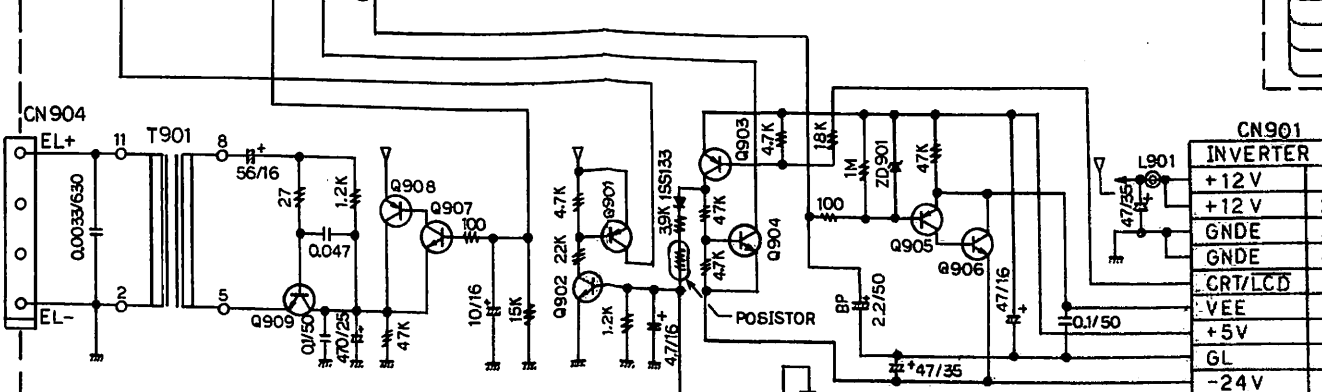 CN904
EL+
11
T901
8
56/16
0.0033/630
27
1.2K
0.047
Q908
Q907
100
EL-
2
5
Q909
0.1/50
470/25
47K
10/16
15K
4.7K
22K
Q901
Q902
1.2K
4.7/16
3.9K
1SS133
47K
4.7K
POSISTOR
Q903
Q904
4.7K
18K
1M
ZD901
47K
100
Q905
Q906
BP
2.2/50
47/16
47/35
0.1/50
47/35
L901
CN901
INVERTER
+12V
+12V
GNDE
GNDE
CRT/LCD
VEE
+5V
GL
-24V